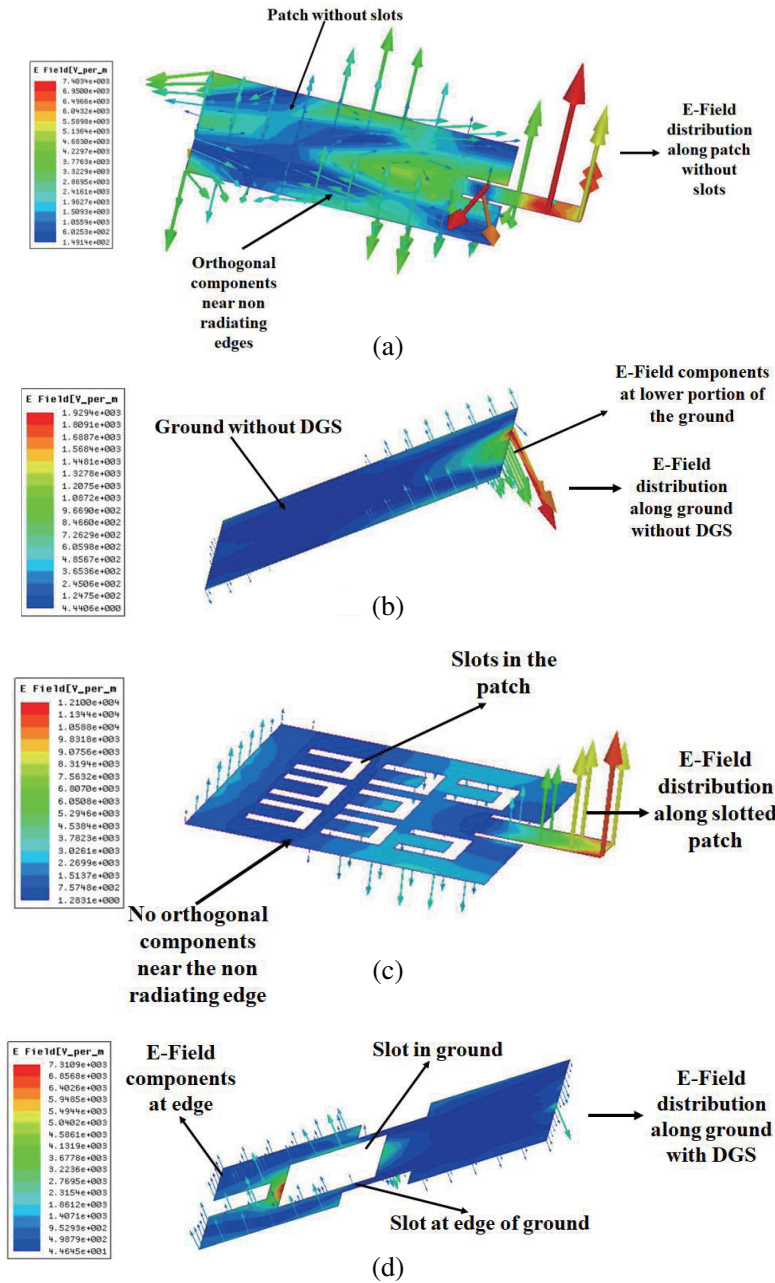 Patch without slots
E Field[V_per_m
7.4034e+003
6.9500e+003
6.4966e+003
6.0432e+003
5.5898e+003
5.1364e+003
4.6830e+003
4.2297e+003
3.7763e+003
3.3229e+003
2.8695e+003
2.4161e+003
1.9627e+003
1.5093e+003
1.0559e+003
6.0253e+002
1.4914e+002
E-Field
distribution
along patch
without
slots
Orthogonal
components
near non
radiating
edges
(a)
E Field[V_per_m
1.9294e+003
1.8091e+003
1.6887e+003
1.5684e+003
1.4481e+003
1.3278e+003
1.2075e+003
1.0872e+003
9.6690e+002
8.4660e+002
7.2629e+002
6.0598e+002
4.8567e+002
3.6536e+002
2.4506e+002
1.2475e+002
4.4406e+000
Ground without DGS
E-Field components
at lower portion of
the ground
E-Field
distribution
along ground
without DGS
(b)
Slots in the
patch
E Field[V_per_m
1.2100e+004
1.1344e+004
1.0588e+004
9.8318e+003
9.0756e+003
8.3194e+003
7.5632e+003
6.8070e+003
6.0508e+003
5.2946e+003
4.5384e+003
3.7823e+003
3.0261e+003
2.2699e+003
1.5137e+003
7.5748e+002
1.2831e+000
E-Field
distribution
along slotted
patch
No orthogonal
components
near the non
radiating edge
(c)
E Field[V_per_m
7.3109e+003
6.8568e+003
6.4026e+003
5.9485e+003
5.4944e+003
5.0402e+003
4.5861e+003
4.1319e+003
3.6778e+003
3.2236e+003
2.7695e+003
2.3154e+003
1.8612e+003
1.4071e+003
9.5293e+002
4.9879e+002
4.4645e+001
E-Field
components
at edge
Slot in ground
E-Field
distribution
along ground
with DGS
Slot at edge of ground
(d)